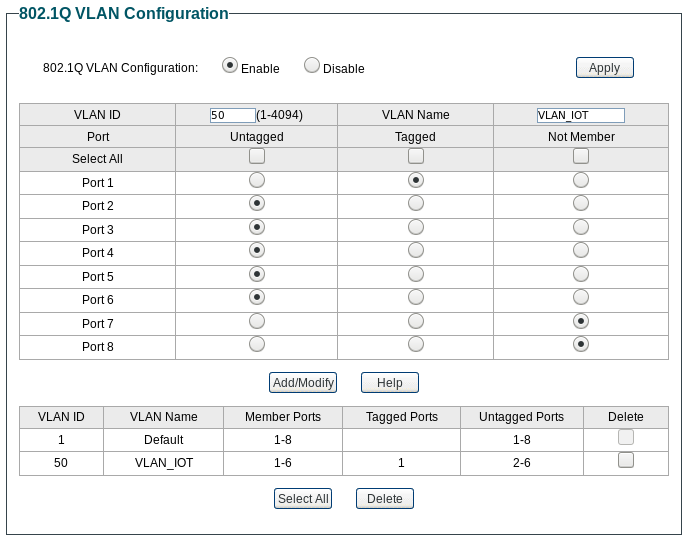 802.1Q VLAN Configuration
802.1Q VLAN Configuration: Enable Disable Apply
VLAN ID 50 (1-4094) VLAN Name VLAN_IOT
Port Untagged Tagged Not Member
Select All
Port 1
Port 2
Port 3
Port 4
Port 5
Port 6
Port 7
Port 8
Add/Modify Help
VLAN ID VLAN Name Member Ports Tagged Ports Untagged Ports Delete
1 Default 1-8 1-8
50 VLAN_IOT 1-6 1 2-6
Select All Delete